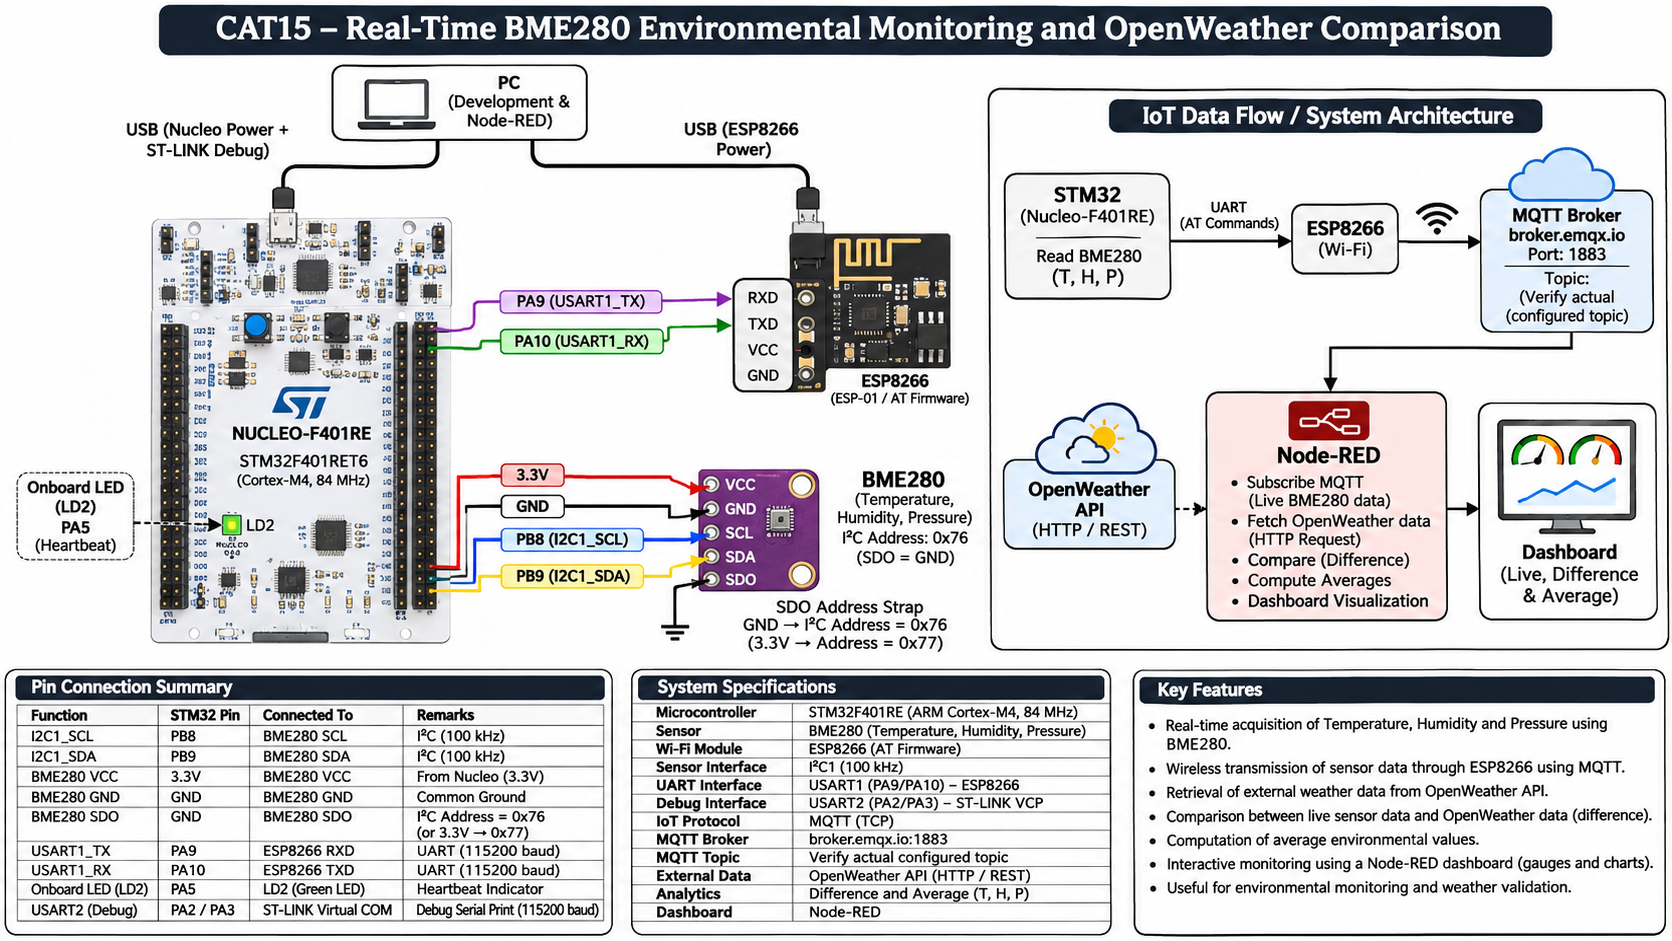 CAT15 – Real-Time BME280 Environmental Monitoring and OpenWeather Comparison
PC
(Development &
Node-RED)
USB (Nucleo Power +
ST-LINK Debug)
USB (ESP8266
Power)
PA9 (USART1_TX)
PA10 (USART1_RX)
RXD
TXD
VCC
GND
ESP8266
(ESP-01 / AT Firmware)
NUCLEO-F401RE
STM32F401RET6
(Cortex-M4, 84 MHz)
Onboard LED
(LD2)
PA5
(Heartbeat)
LD2
3.3V
GND
PB8 (I2C1_SCL)
PB9 (I2C1_SDA)
VCC
GND
SCL
SDA
SDO
BME280
(Temperature,
Humidity, Pressure)
I²C Address: 0x76
(SDO = GND)
SDO Address Strap
GND → I²C Address = 0x76
(3.3V → Address = 0x77)
IoT Data Flow / System Architecture
STM32
(Nucleo-F401RE)
Read BME280
(T, H, P)
UART
(AT Commands)
ESP8266
(Wi-Fi)
MQTT Broker
broker.emqx.io
Port: 1883
Topic:
(Verify actual
configured topic)
OpenWeather
API
(HTTP / REST)
Node-RED
• Subscribe MQTT
(Live BME280 data)
• Fetch OpenWeather data
(HTTP Request)
• Compare (Difference)
• Compute Averages
• Dashboard Visualization
Dashboard
(Live, Difference
& Average)
Pin Connection Summary
Function STM32 Pin Connected To Remarks
I2C1_SCL PB8 BME280 SCL I²C (100 kHz)
I2C1_SDA PB9 BME280 SDA I²C (100 kHz)
BME280 VCC 3.3V BME280 VCC From Nucleo (3.3V)
BME280 GND GND BME280 GND Common Ground
BME280 SDO GND BME280 SDO I²C Address = 0x76
(or 3.3V → 0x77)
USART1_TX PA9 ESP8266 RXD UART (115200 baud)
USART1_RX PA10 ESP8266 TXD UART (115200 baud)
Onboard LED (LD2) PA5 LD2 (Green LED) Heartbeat Indicator
USART2 (Debug) PA2 / PA3 ST-LINK Virtual COM Debug Serial Print (115200 baud)
System Specifications
Microcontroller STM32F401RE (ARM Cortex-M4, 84 MHz)
Sensor BME280 (Temperature, Humidity, Pressure)
Wi-Fi Module ESP8266 (AT Firmware)
Sensor Interface I²C1 (100 kHz)
UART Interface USART1 (PA9/PA10) – ESP8266
Debug Interface USART2 (PA2/PA3) – ST-LINK VCP
IoT Protocol MQTT (TCP)
MQTT Broker broker.emqx.io:1883
MQTT Topic Verify actual configured topic
External Data OpenWeather API (HTTP / REST)
Analytics Difference and Average (T, H, P)
Dashboard Node-RED
Key Features
• Real-time acquisition of Temperature, Humidity and Pressure using
BME280.
• Wireless transmission of sensor data through ESP8266 using MQTT.
• Retrieval of external weather data from OpenWeather API.
• Comparison between live sensor data and OpenWeather data (difference).
• Computation of average environmental values.
• Interactive monitoring using a Node-RED dashboard (gauges and charts).
• Useful for environmental monitoring and weather validation.